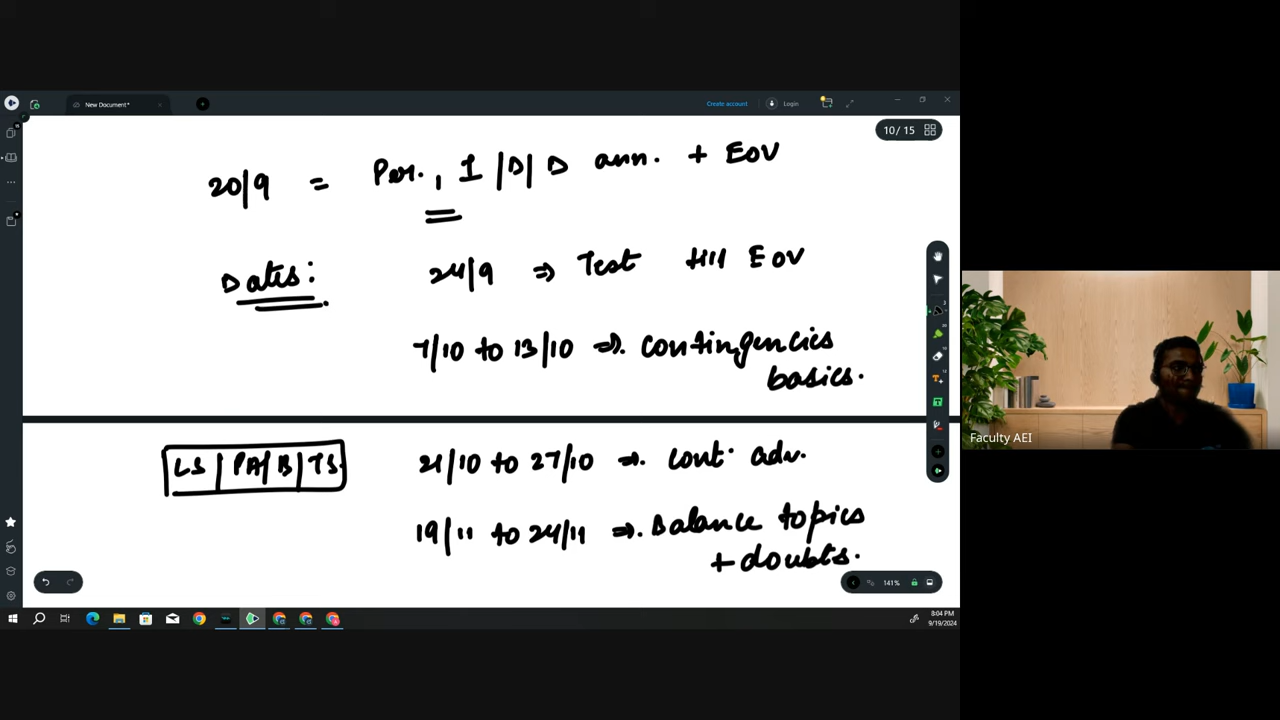 New Document*
Create account
Login
10/ 15
20/9 = Per., I /D/ D ann. + EOV
Dates: 24/9 ⇒ Test till EOV
7/10 to 13/10 ⇒ contingencies
basics.
LS / PA/ B/ TS 21/10 to 27/10 ⇒ cont. adv.
19/11 to 24/11 ⇒ Balance topics
+ doubts.
Faculty AEI
141%
8:04 PM
9/19/2024